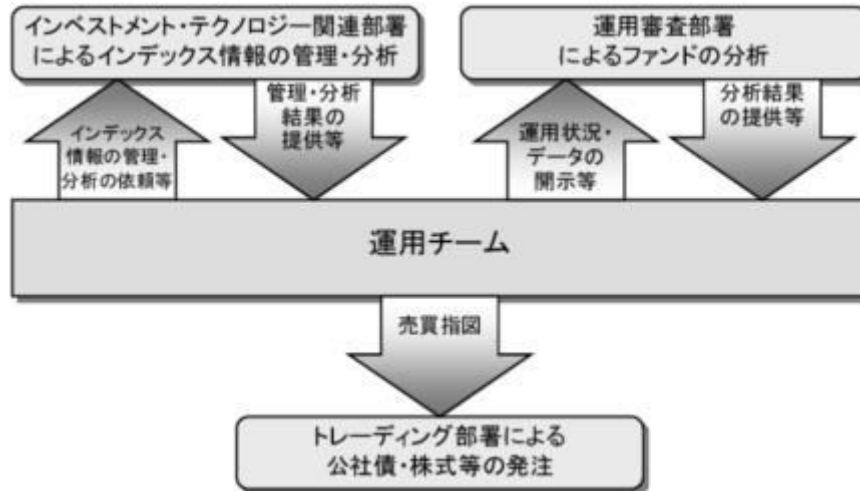 インベストメント・テクノロジー関連部署
によるインデックス情報の管理・分析
運用審査部署
によるファンドの分析
インデックス
情報の管理・
分析の依頼等
管理・分析
結果の
提供等
運用状況・
データの
開示等
分析結果
の提供等
運用チーム
売買指図
トレーディング部署による
公社債・株式等の発注